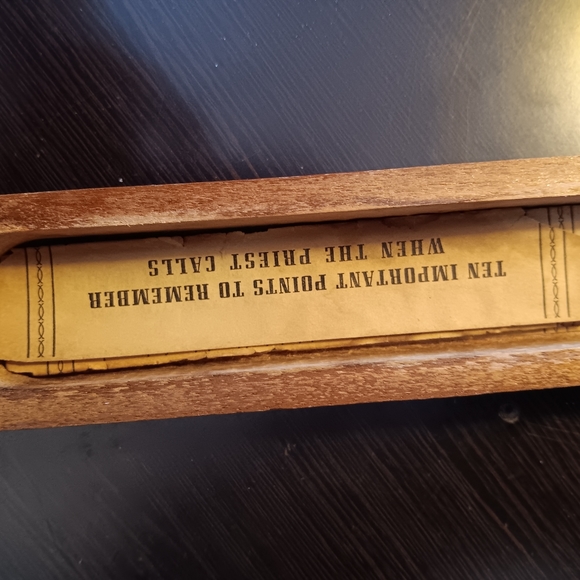 TEN IMPORTANT POINTS TO REMEMBER
WHEN THE PRIEST CALLS